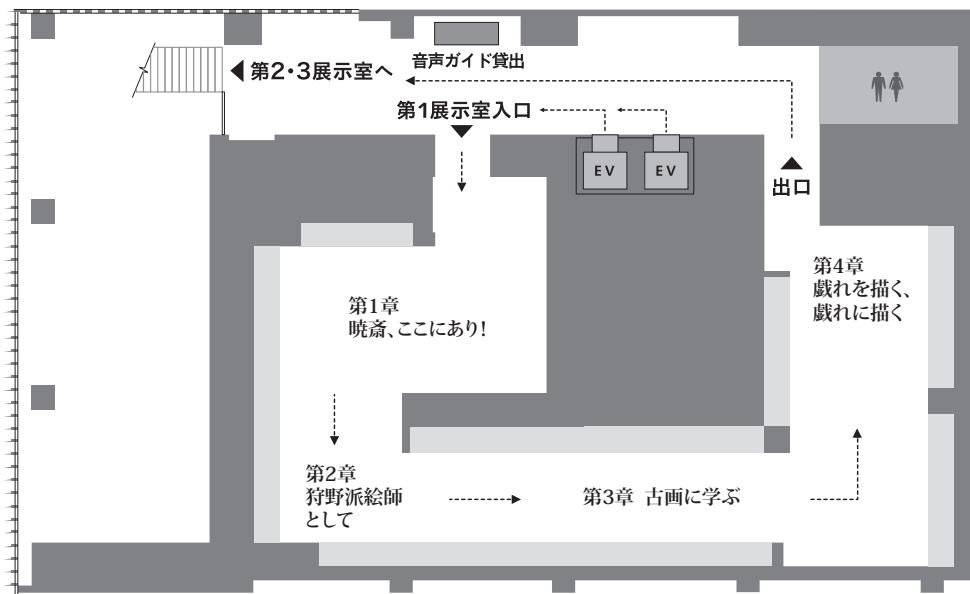 音声ガイド貸出
第2・3展示室へ
第1展示室入口
EV
EV
出口
第1章
暁斎、ここにあり!
第2章
狩野派絵師
として
第3章 古画に学ぶ
第4章
戯れを描く、
戯れに描く